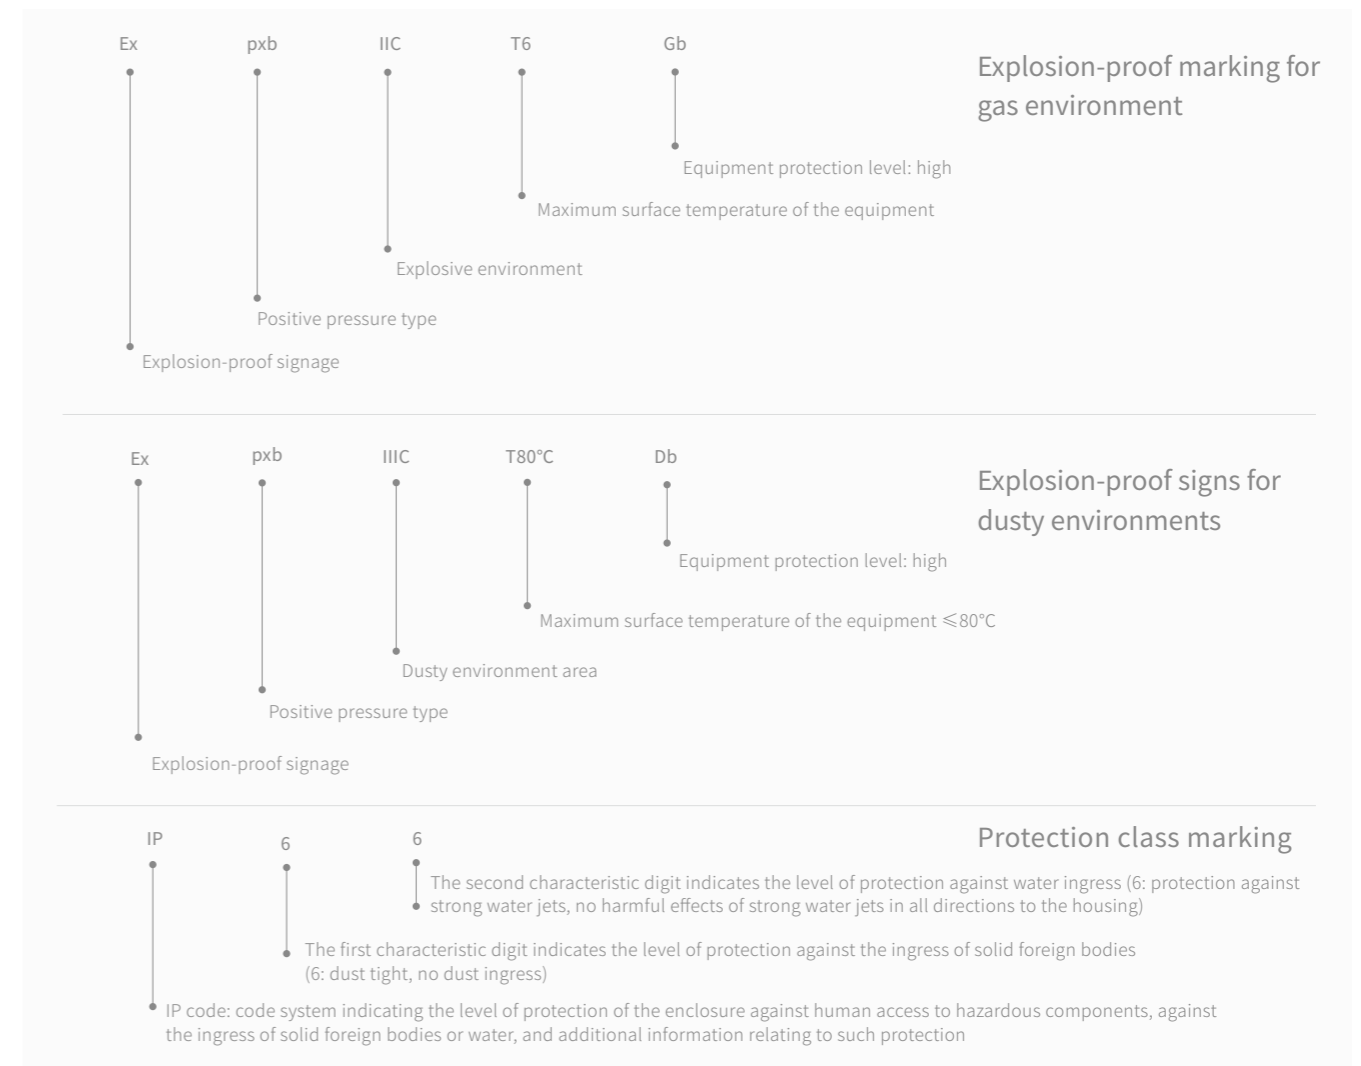 Ex pxb IIC T6 Gb
Explosion-proof marking for
gas environment
Equipment protection level: high
Maximum surface temperature of the equipment
Explosive environment
Positive pressure type
Explosion-proof signage
Ex pxb IIIC T80°C Db
Explosion-proof signs for
dusty environments
Equipment protection level: high
Maximum surface temperature of the equipment ≤80°C
Dusty environment area
Positive pressure type
Explosion-proof signage
IP 6 6
Protection class marking
The second characteristic digit indicates the level of protection against water ingress (6: protection against
strong water jets, no harmful effects of strong water jets in all directions to the housing)
The first characteristic digit indicates the level of protection against the ingress of solid foreign bodies
(6: dust tight, no dust ingress)
IP code: code system indicating the level of protection of the enclosure against human access to hazardous components, against
the ingress of solid foreign bodies or water, and additional information relating to such protection